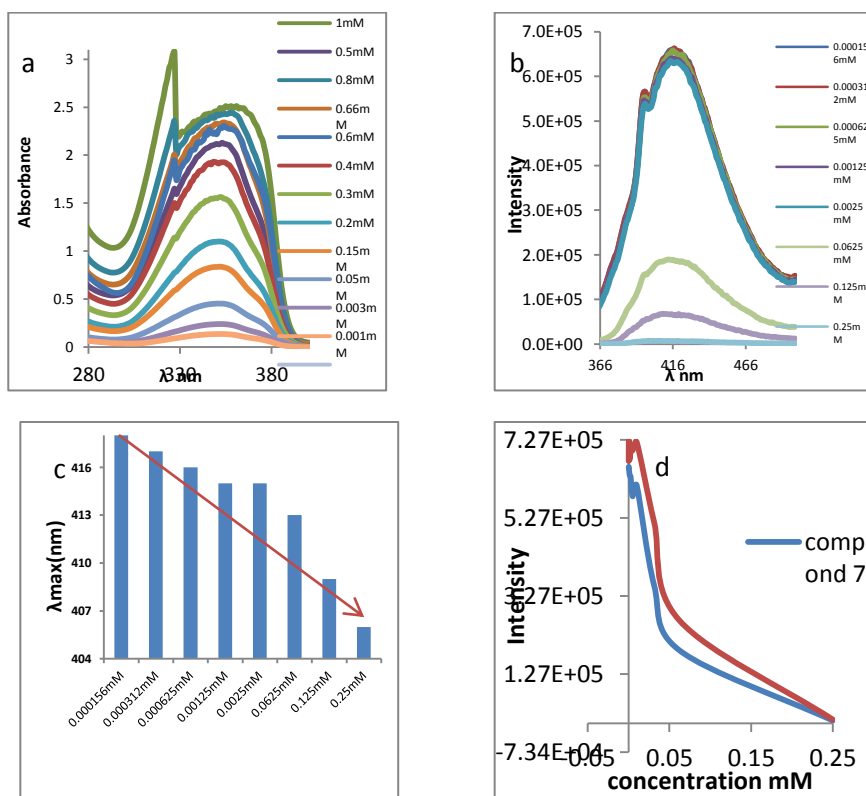 a
Absorbance
3
2.5
2
1.5
1
0.5
0
280
330
380
λ nm
1mM
0.5mM
0.8mM
0.66m
M
0.6mM
0.4mM
0.3mM
0.2mM
0.15m
M
0.05m
M
0.003m
M
0.001m
M
b
Intensity
7.0E+05
6.0E+05
5.0E+05
4.0E+05
3.0E+05
2.0E+05
1.0E+05
0.0E+00
366
416
466
λ nm
0.00015
6mM
0.00031
2mM
0.00062
5mM
0.00125
mM
0.0025
mM
0.0625
mM
0.125m
M
0.25m
M
c
λmax(nm)
416
413
410
407
404
0.000156mM
0.000312mM
0.000625mM
0.00125mM
0.0025mM
0.0625mM
0.125mM
0.25mM
d
Intensity
7.27E+05
5.27E+05
3.27E+05
1.27E+05
-7.34E+04
-0.05
0.05
0.15
0.25
concentration mM
comp
ond 7